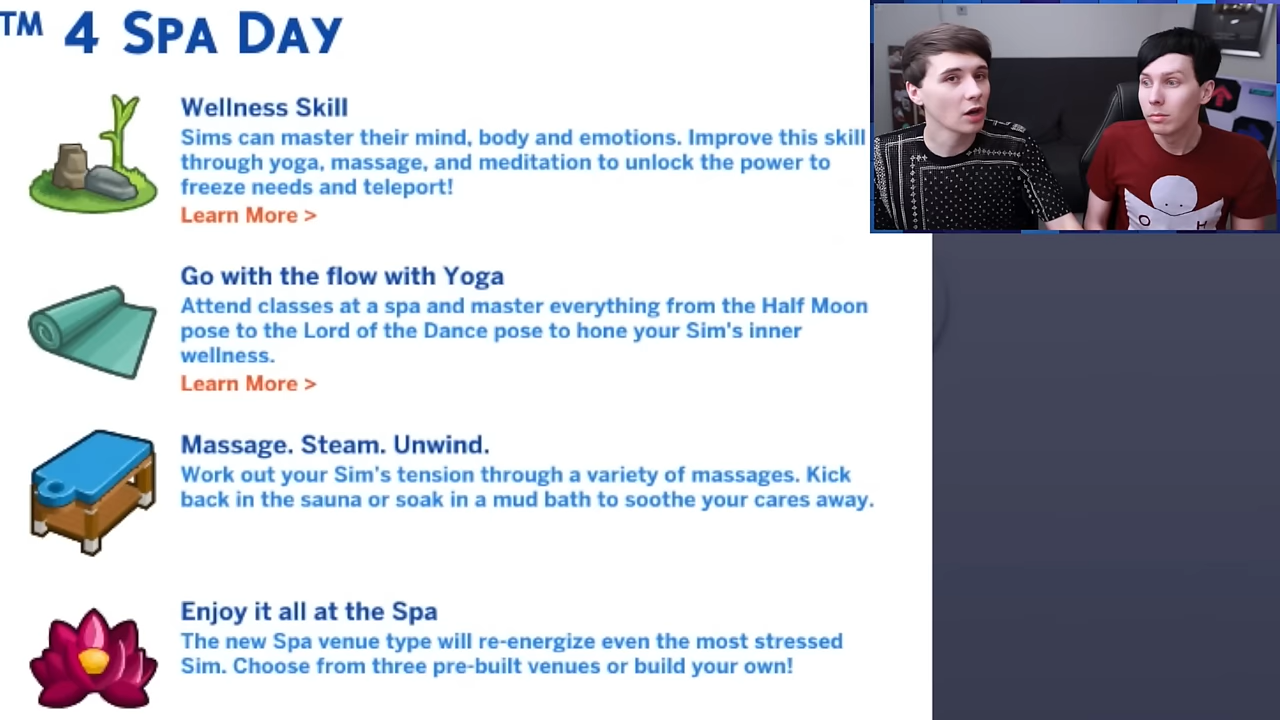 ™ 4 Spa Day
Wellness Skill
Sims can master their mind, body and emotions. Improve this skill
through yoga, massage, and meditation to unlock the power to
freeze needs and teleport!
Learn More >
Go with the flow with Yoga
Attend classes at a spa and master everything from the Half Moon
pose to the Lord of the Dance pose to hone your Sim's inner
wellness.
Learn More >
Massage. Steam. Unwind.
Work out your Sim's tension through a variety of massages. Kick
back in the sauna or soak in a mud bath to soothe your cares away.
Enjoy it all at the Spa
The new Spa venue type will re-energize even the most stressed
Sim. Choose from three pre-built venues or build your own!
O H